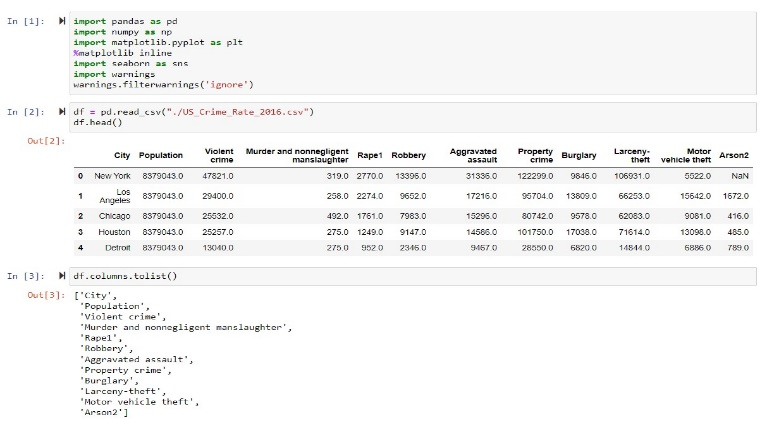 In [1]:
import pandas as pd
import numpy as np
import matplotlib.pyplot as plt
%matplotlib inline
import seaborn as sns
import warnings
warnings.filterwarnings('ignore')
In [2]:
df = pd.read_csv("./US_Crime_Rate_2016.csv")
df.head()
Out[2]:
City Population Violent crime Murder and nonnegligent manslaughter Rape1 Robbery Aggravated assault Property crime Burglary Larceny-theft Motor vehicle theft Arson2
0 New York 8379043.0 47821.0 319.0 2770.0 13396.0 31336.0 122299.0 9846.0 106931.0 5522.0 NaN
1 Los Angeles 8379043.0 29400.0 258.0 2274.0 9652.0 17216.0 95704.0 13809.0 66253.0 15642.0 1672.0
2 Chicago 8379043.0 25532.0 492.0 1761.0 7983.0 15296.0 80742.0 9578.0 62083.0 9081.0 416.0
3 Houston 8379043.0 25257.0 275.0 1249.0 9147.0 14586.0 101750.0 17038.0 71614.0 13098.0 485.0
4 Detroit 8379043.0 13040.0 275.0 952.0 2346.0 9467.0 28550.0 6820.0 14844.0 6886.0 789.0
In [3]:
df.columns.tolist()
Out[3]:
['City',
'Population',
'Violent crime',
'Murder and nonnegligent manslaughter',
'Rape1',
'Robbery',
'Aggravated assault',
'Property crime',
'Burglary',
'Larceny-theft',
'Motor vehicle theft',
'Arson2']